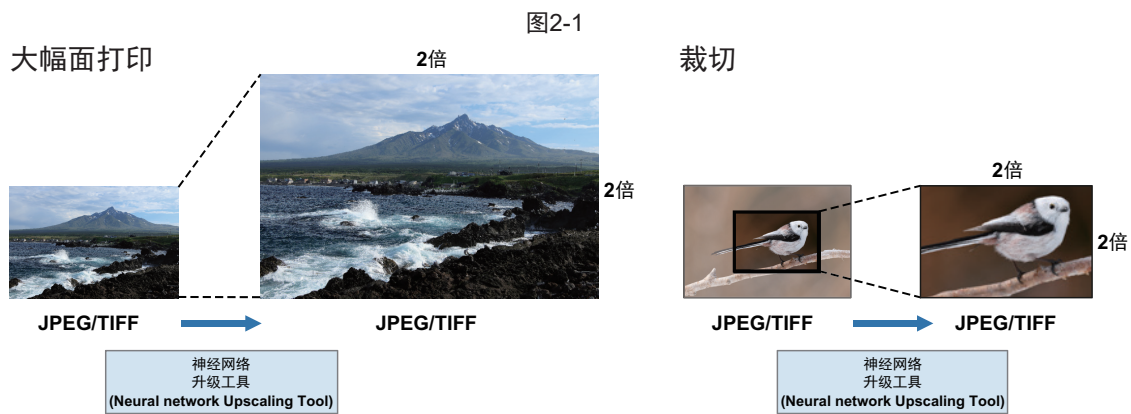 图2-1
大幅面打印
2倍
2倍
JPEG/TIFF
JPEG/TIFF
神经网络
升级工具
(Neural network Upscaling Tool)
裁切
2倍
2倍
JPEG/TIFF
JPEG/TIFF
神经网络
升级工具
(Neural network Upscaling Tool)